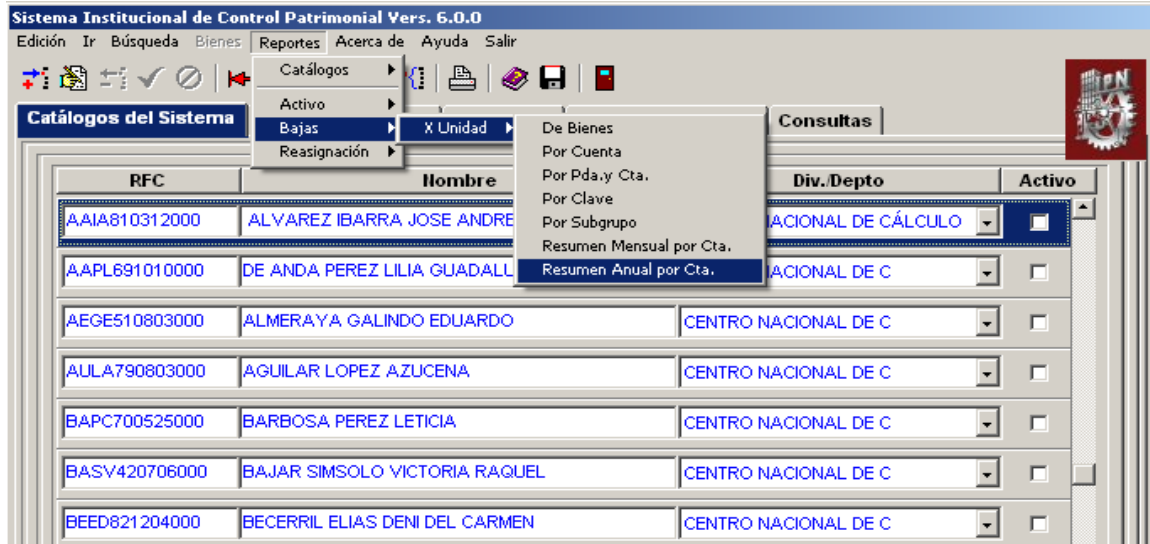 Sistema Institucional de Control Patrimonial Vers. 6.0.0
Edición Ir Búsqueda Bienes Reportes Acerca de Ayuda Salir
Catálogos
Activo
Bajas
Reasignación
X Unidad
De Bienes
Por Cuenta
Por Pda.y Cta.
Por Clave
Por Subgrupo
Resumen Mensual por Cta.
Resumen Anual por Cta.
IPN
Catálogos del Sistema Consultas
RFC Nombre Div./Depto Activo
AAIA810312000 ALVAREZ IBARRA JOSE ANDRE ACIONAL DE CÁLCULO
AAPL691010000 DE ANDA PEREZ LILIA GUADALU ACIONAL DE C
AEGE510803000 ALMERAYA GALINDO EDUARDO CENTRO NACIONAL DE C
AULA790803000 AGUILAR LOPEZ AZUCENA CENTRO NACIONAL DE C
BAPC700525000 BARBOSA PEREZ LETICIA CENTRO NACIONAL DE C
BASV420706000 BAJAR SIMSOLO VICTORIA RAQUEL CENTRO NACIONAL DE C
BEED821204000 BECERRIL ELIAS DENI DEL CARMEN CENTRO NACIONAL DE C